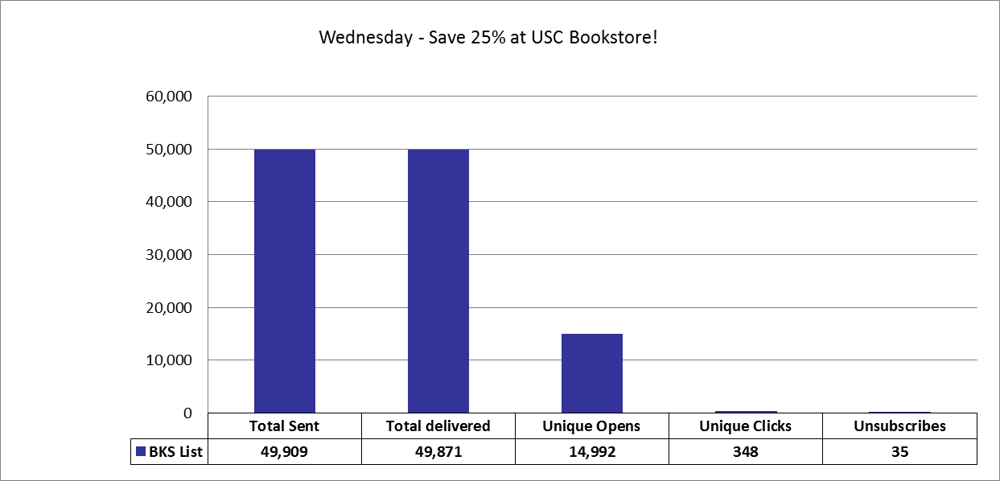 Wednesday - Save 25% at USC Bookstore!
60,000
50,000
40,000
30,000
20,000
10,000
0
Total Sent Total delivered Unique Opens Unique Clicks Unsubscribes
BKS List 49,909 49,871 14,992 348 35